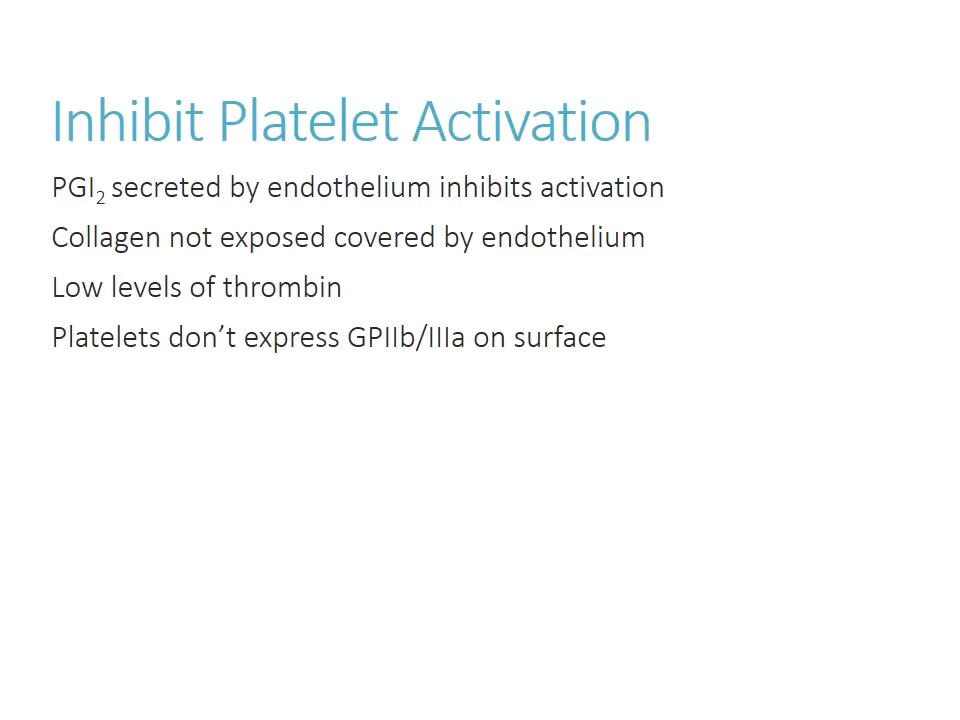 Inhibit Platelet Activation
PGI₂ secreted by endothelium inhibits activation
Collagen not exposed covered by endothelium
Low levels of thrombin
Platelets don’t express GPIIb/IIIa on surface